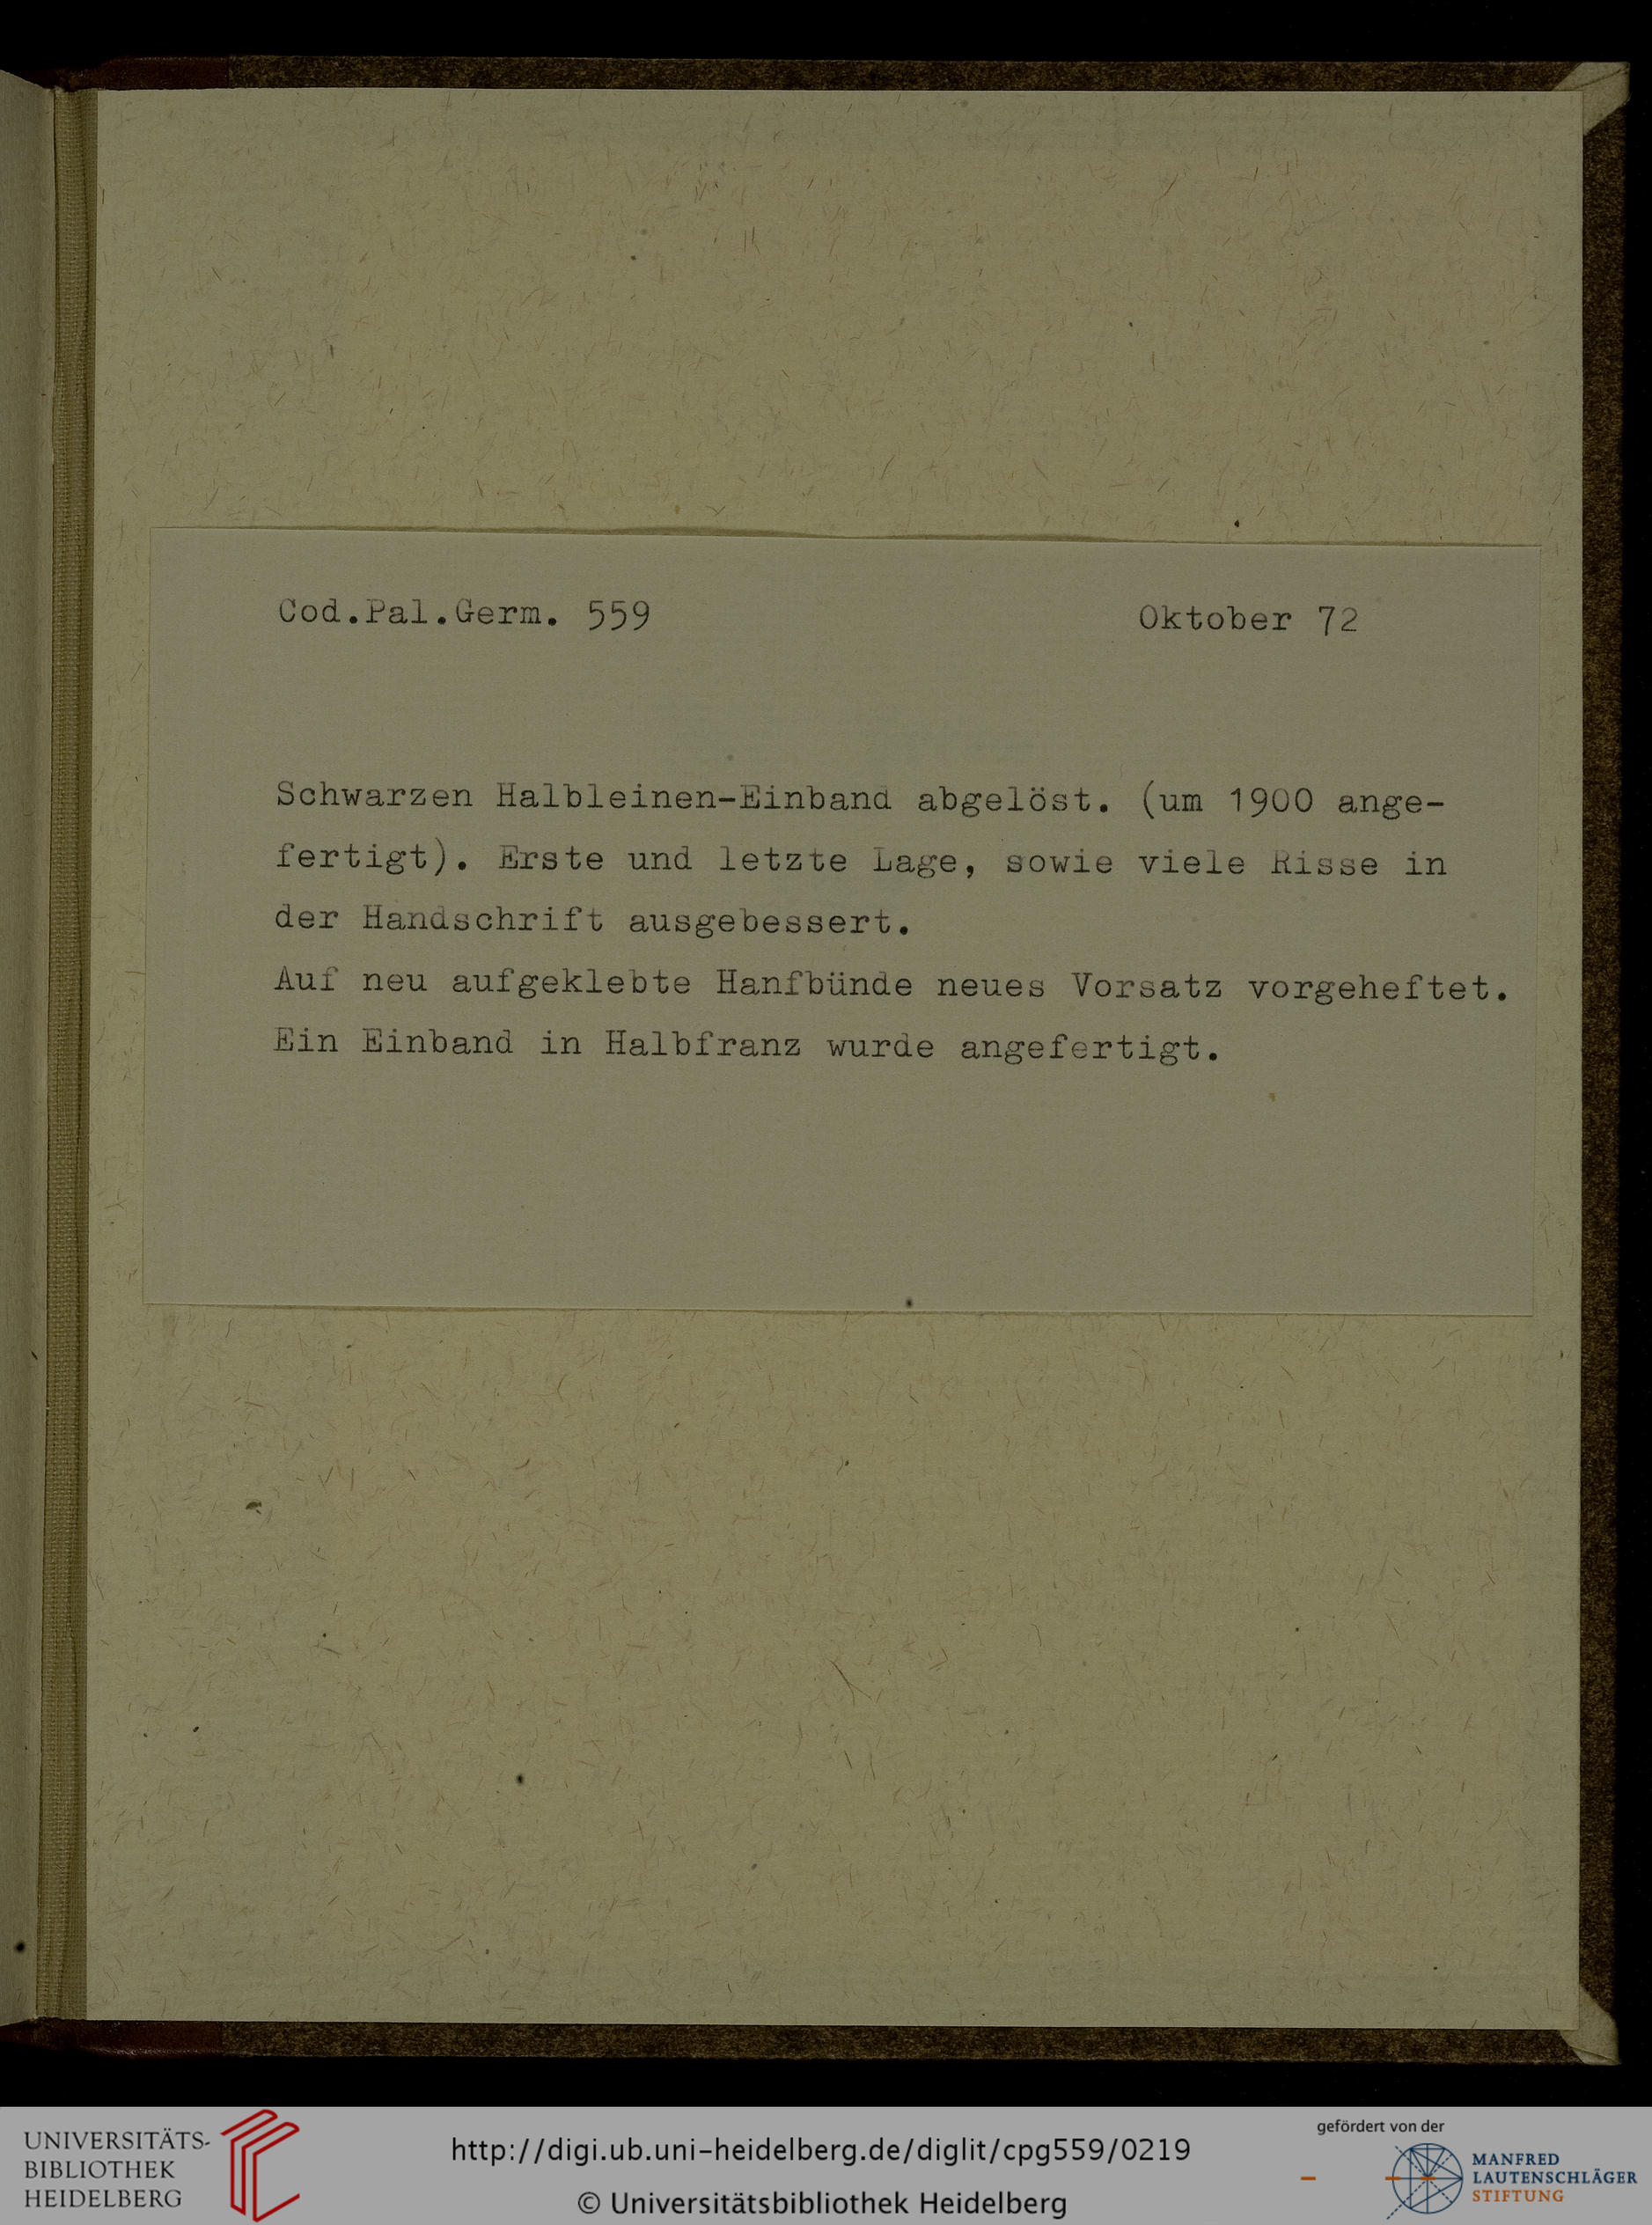 Cod.Pal.Germ. 559
Oktober 72
Schwarzen Halbleinen-Einband abgelöst. (um 1900 ange-
fertigt). Erste und letzte Lage, sowie viele Risse in
der Handschrift ausgebessert.
Auf neu aufgeklebte Hanfbünde neues Vorsatz vorgeheftet.
Ein Einband in Halbfranz wurde angefertigt.
UNIVERSITÄTS-
BIBLIOTHEK
HEIDELBERG
http://digi.ub.uni-heidelberg.de/diglit/cpg559/0219
© Universitätsbibliothek Heidelberg
gefördert von der
MANFRED
LAUTENSCHLÄGER
STIFTUNG